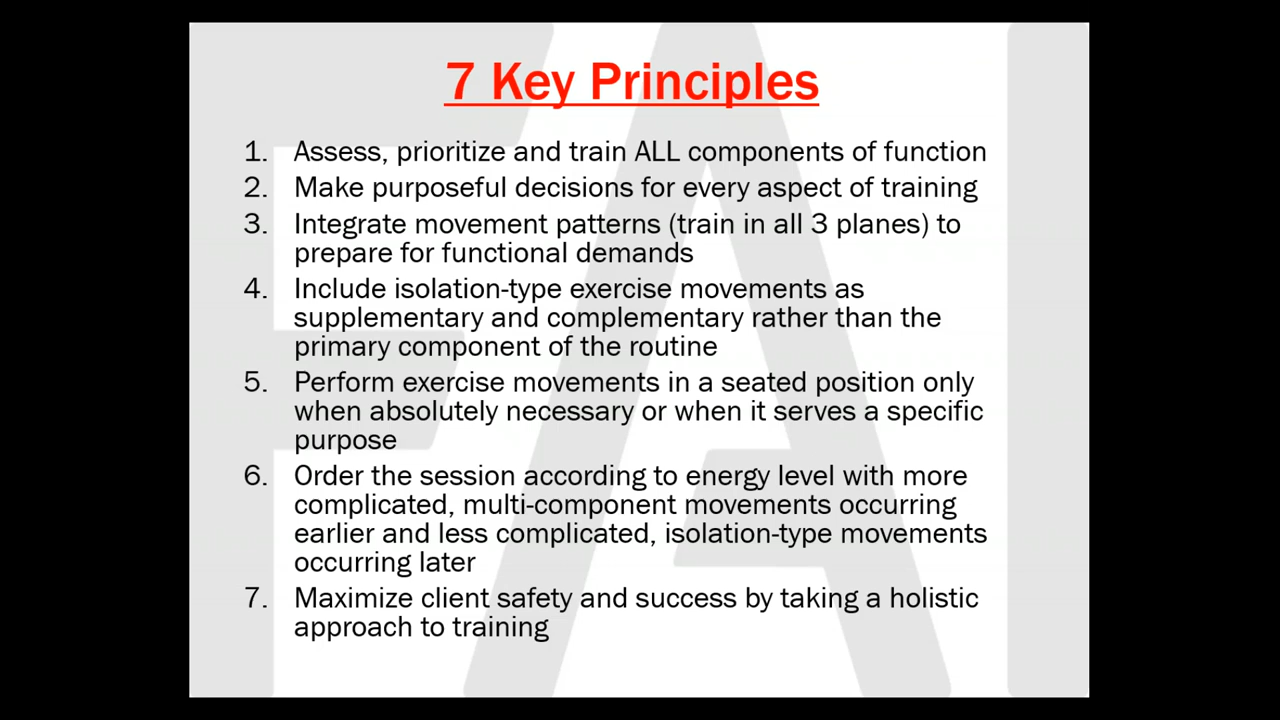 7 Key Principles
1. Assess, prioritize and train ALL components of function
2. Make purposeful decisions for every aspect of training
3. Integrate movement patterns (train in all 3 planes) to
prepare for functional demands
4. Include isolation-type exercise movements as
supplementary and complementary rather than the
primary component of the routine
5. Perform exercise movements in a seated position only
when absolutely necessary or when it serves a specific
purpose
6. Order the session according to energy level with more
complicated, multi-component movements occurring
earlier and less complicated, isolation-type movements
occurring later
7. Maximize client safety and success by taking a holistic
approach to training